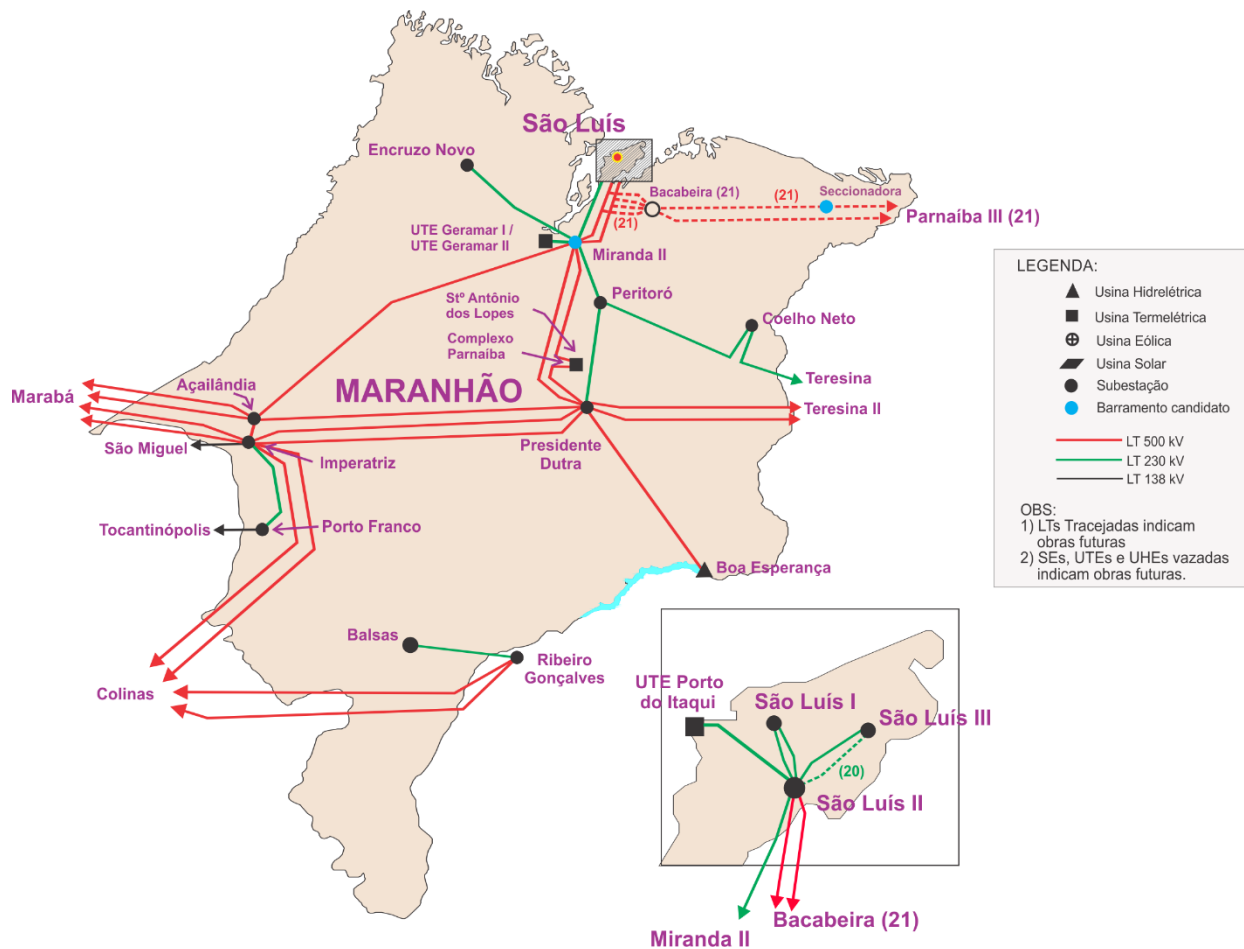 São Luís
Encruzo Novo
Bacabeira (21)
(21)
Seccionadora
Parnaíba III (21)
(21)
UTE Geramar I /
UTE Geramar II
Miranda II
Stº Antônio
dos Lopes
Peritoró
Coelho Neto
Complexo
Parnaíba
Teresina
MARANHÃO
Açailândia
Marabá
Teresina II
São Miguel
Imperatriz
Presidente
Dutra
Tocantinópolis
Porto Franco
Boa Esperança
Balsas
Ribeiro
Gonçalves
Colinas
LEGENDA:
Usina Hidrelétrica
Usina Termelétrica
Usina Eólica
Usina Solar
Subestação
Barramento candidato
LT 500 kV
LT 230 kV
LT 138 kV
OBS:
1) LTs Tracejadas indicam
obras futuras
2) SEs, UTEs e UHEs vazadas
indicam obras futuras.
UTE Porto
do Itaqui
São Luís I
São Luís III
(20)
São Luís II
Bacabeira (21)
Miranda II